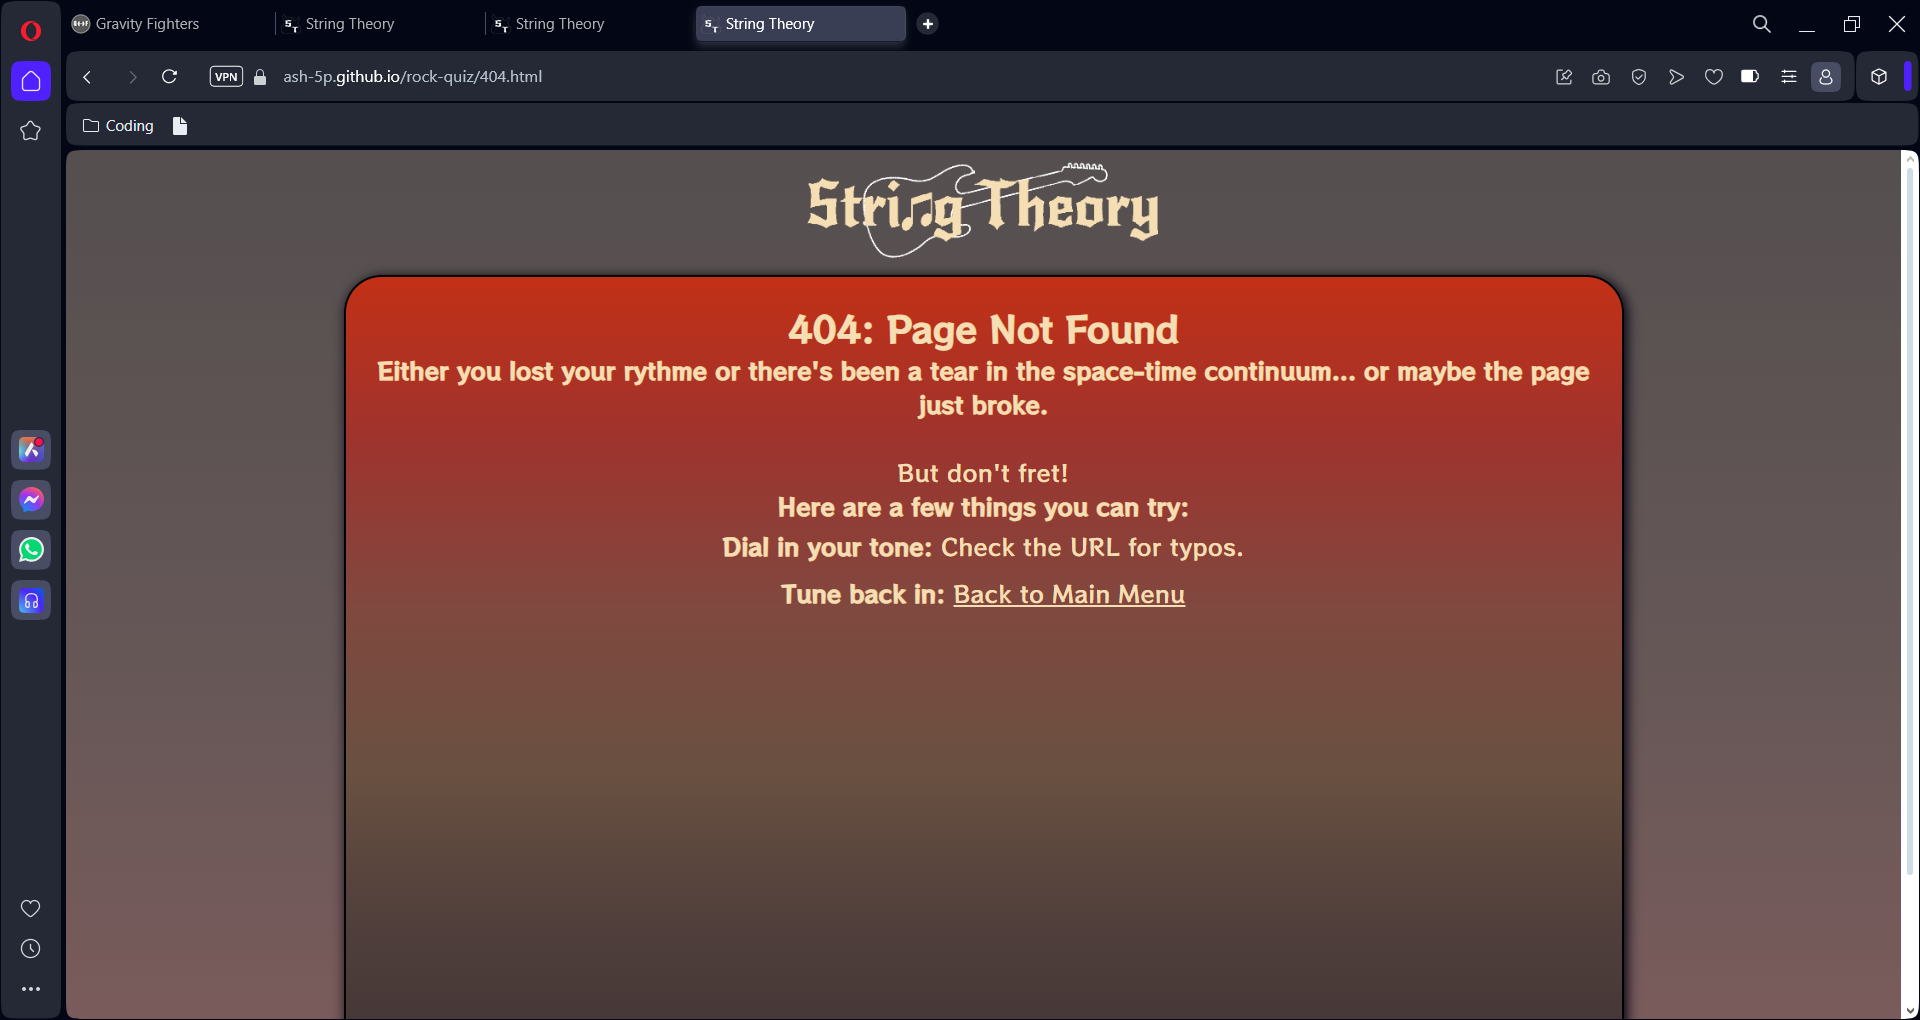 Gravity Fighters
String Theory
String Theory
String Theory
VPN
ash-5p.github.io/rock-quiz/404.html
Coding
String Theory
404: Page Not Found
Either you lost your rythme or there's been a tear in the space-time continuum... or maybe the page
just broke.
But don't fret!
Here are a few things you can try:
Dial in your tone: Check the URL for typos.
Tune back in: Back to Main Menu